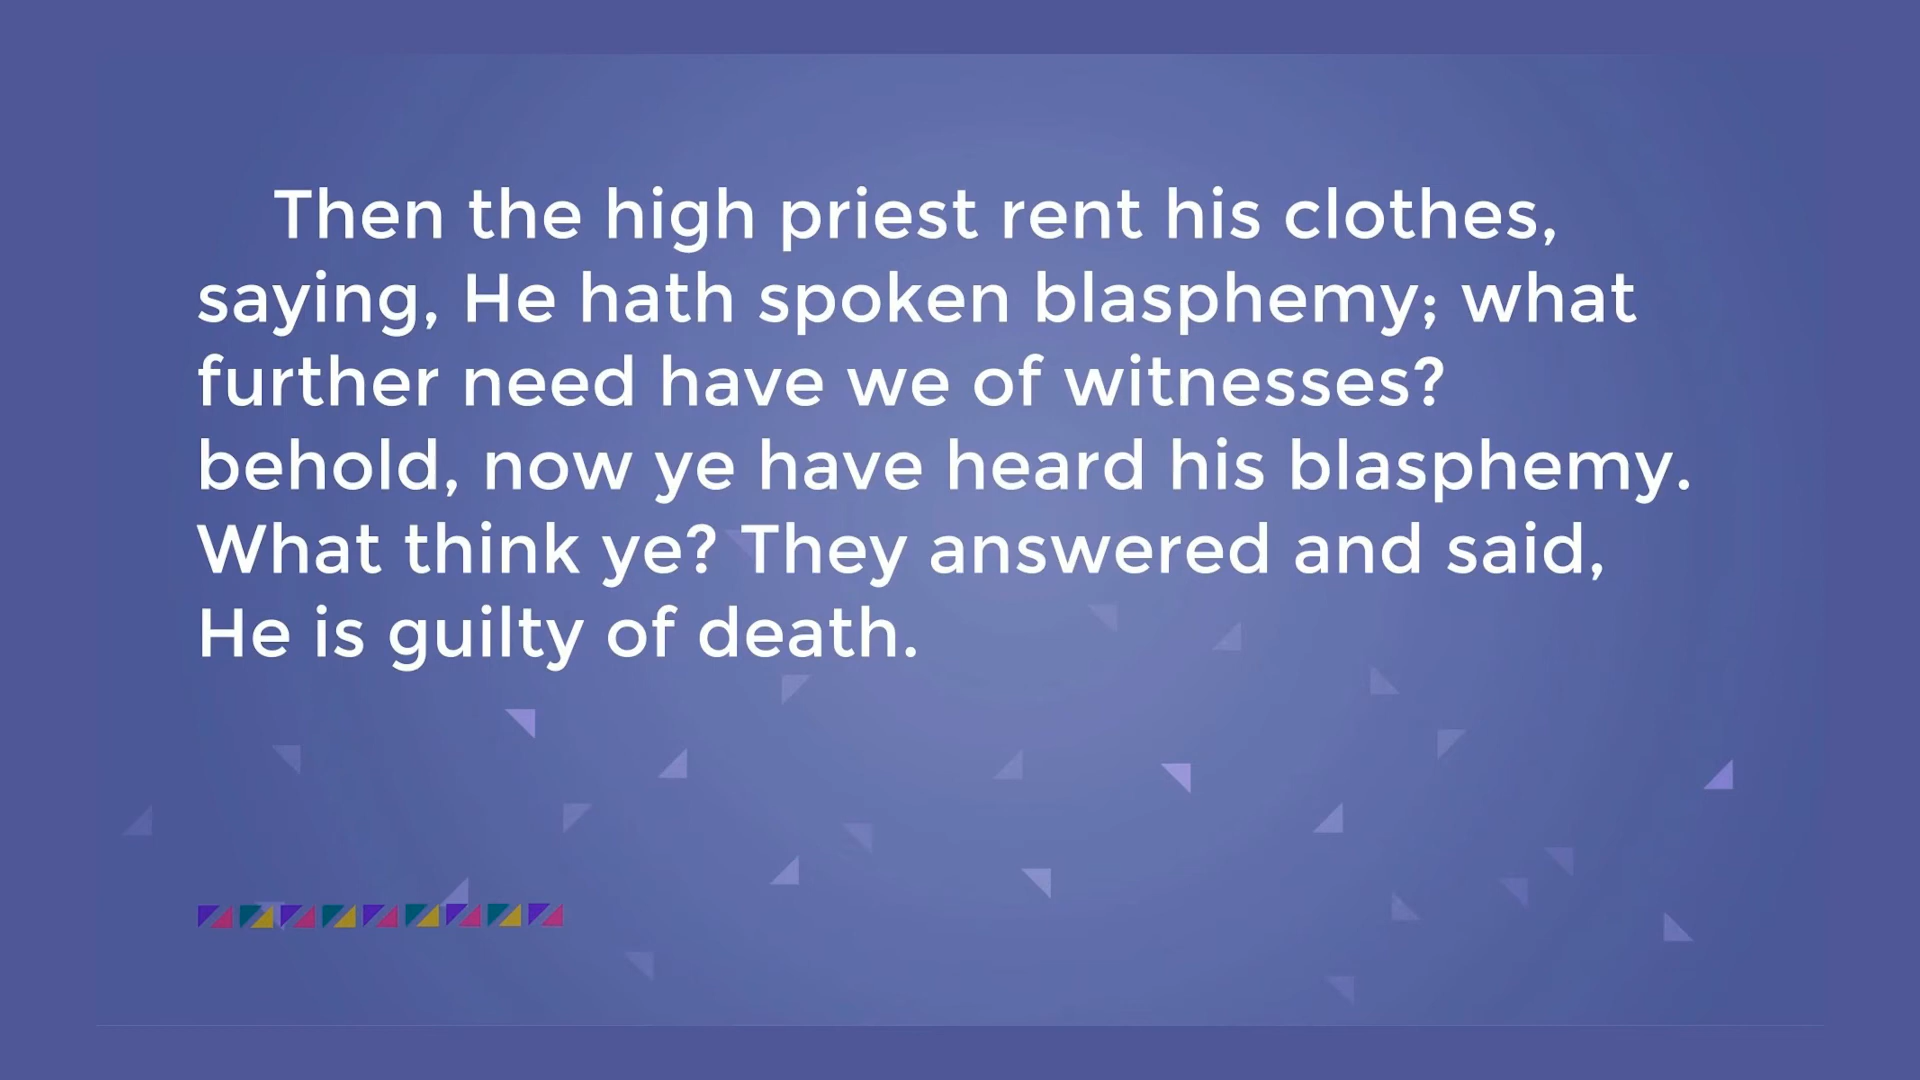 Then the high priest rent his clothes,
saying, He hath spoken blasphemy; what
further need have we of witnesses?
behold, now ye have heard his blasphemy.
What think ye? They answered and said,
He is guilty of death.